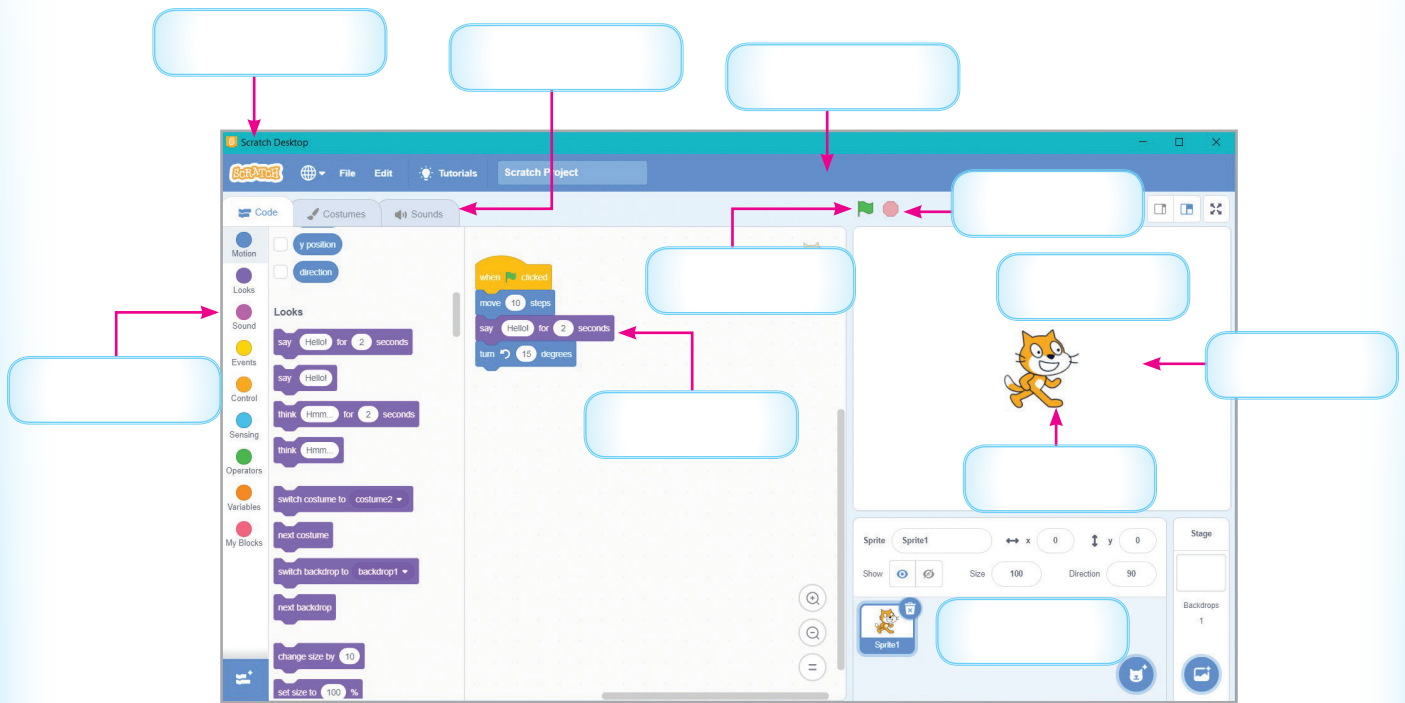 Scratch Desktop
SCRATCH File Edit Tutorials Scratch Project
Code Costumes Sounds
Motion
Looks
Sound
Events
Control
Sensing
Operators
Variables
My Blocks
y position
direction
Looks
say Hello! for 2 seconds
say Hello!
think Hmm... for 2 seconds
think Hmm...
switch costume to costume2
next costume
switch backdrop to backdrop1
next backdrop
change size by 10
set size to 100 %
when clicked
move 10 steps
say Hello! for 2 seconds
turn 15 degrees
Sprite Sprite1 x 0 y 0
Show Size 100 Direction 90
Sprite1
Stage
Backdrops
1